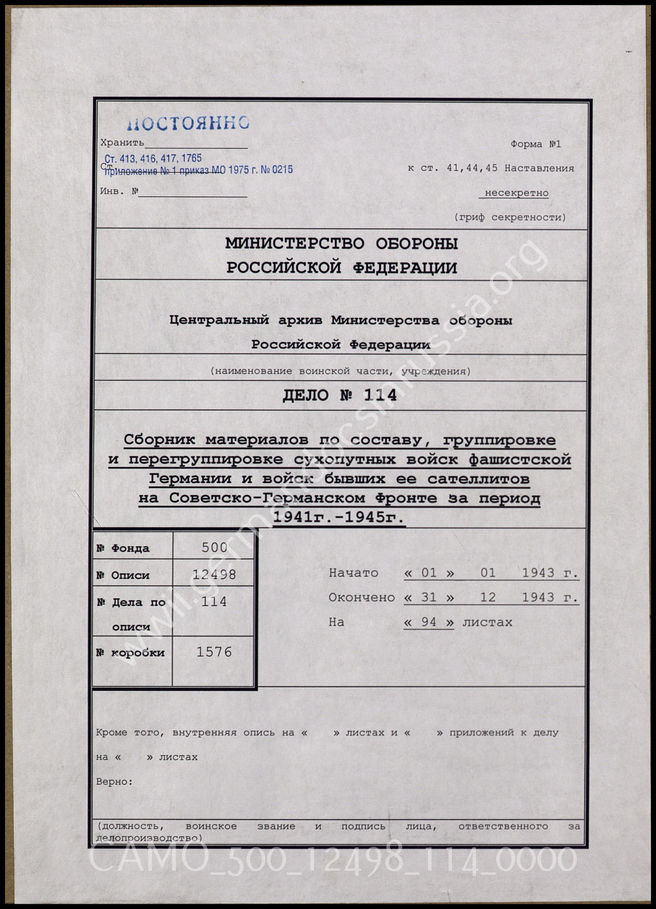 ПОСТОЯННО
Хранить
Форма №1
Ст. 413, 416, 417, 1765
Ст.
приложение № 1 приказ МО 1975 г. № 0215
к ст. 41,44,45 Наставления
Инв. №
несекретно
(гриф секретности)
МИНИСТЕРСТВО ОБОРОНЫ
РОССИЙСКОЙ ФЕДЕРАЦИИ
Центральный архив Министерства обороны
Российской Федерации
(наименование воинской части, учреждения)
ДЕЛО № 114
Сборник материалов по составу, группировке
и перегруппировке сухопутных войск фашистской
Германии и войск бывших ее сателлитов
на Советско-Германском Фронте за период
1941г.-1945г.
№ Фонда 500
№ Описи 12498
№ Дела по описи 114
№ коробки 1576
Начато « 01 » 01 1943 г.
Окончено « 31 » 12 1943 г.
На « 94 » листах
Кроме того, внутренняя опись на « » листах и « » приложений к делу
на « » листах
Верно:
(должность, воинское звание и подпись лица, ответственного за
делопроизводство)
www.germandocsinrussia.org
CAMO_500_12498_114_0000